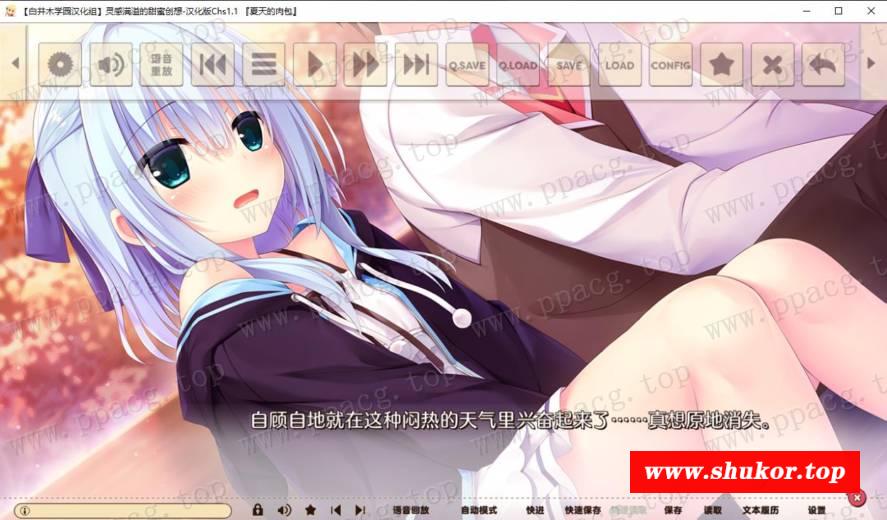 【白井木学园汉化组】灵感满溢的甜蜜创想-汉化版Chs1.1 『夏天的肉包』
语音
重放
Q.SAVE Q.LOAD SAVE LOAD CONFIG
www.ppacg.top
自顾自地就在这种闷热的天气里兴奋起来了……真想原地消失。
www.shukor.top
语音回放 自动模式 快进 快速保存 快速读取 保存 读取 文本履历 设置